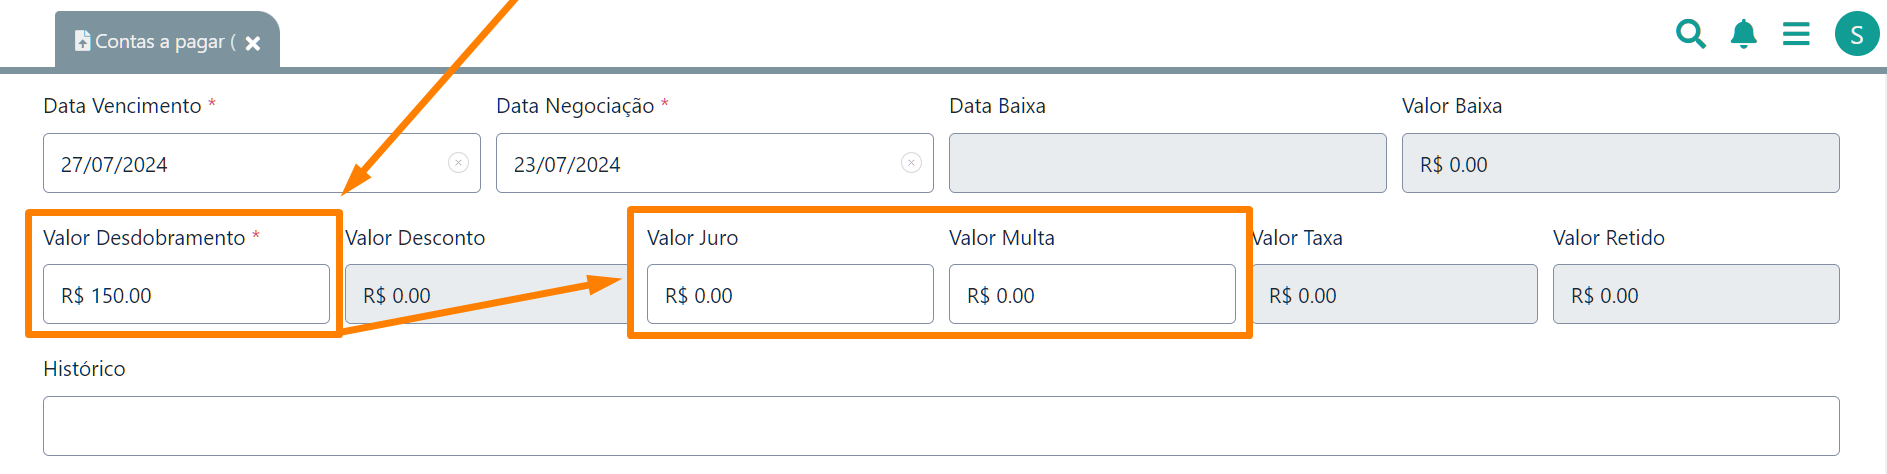 Contas a pagar (
S
Data Vencimento * Data Negociação * Data Baixa Valor Baixa
27/07/2024 23/07/2024 R$ 0.00
Valor Desdobramento * Valor Desconto Valor Juro Valor Multa Valor Taxa Valor Retido
R$ 150.00 R$ 0.00 R$ 0.00 R$ 0.00 R$ 0.00 R$ 0.00
Histórico